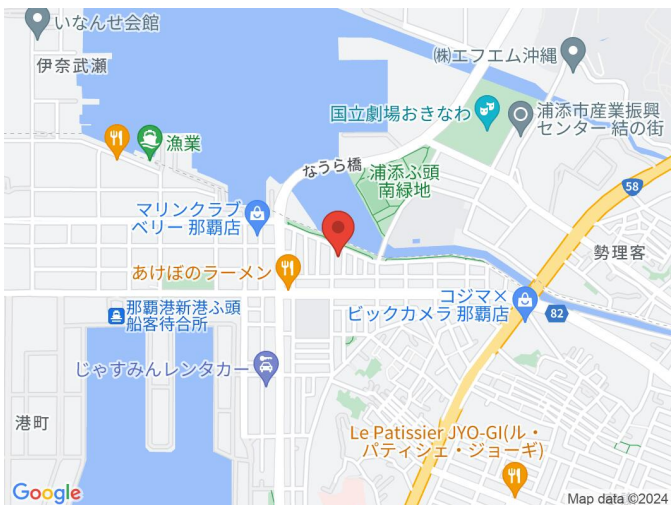 いなんせ会館
伊奈武瀬
㈱エフエム沖縄
国立劇場おきなわ
浦添市産業振興
センター 結の街
漁業
なうら橋
浦添ふ頭
南緑地
58
マリンクラブ
ベリー 那覇店
勢理客
あけぼのラーメン
コジマ×
ビックカメラ 那覇店
82
那覇港新港ふ頭
船客待合所
じゃすみんレンタカー
港町
Le Patissier JYO-GI(ル・
パティシェ・ジョーギ)
Google
Map data ©2024